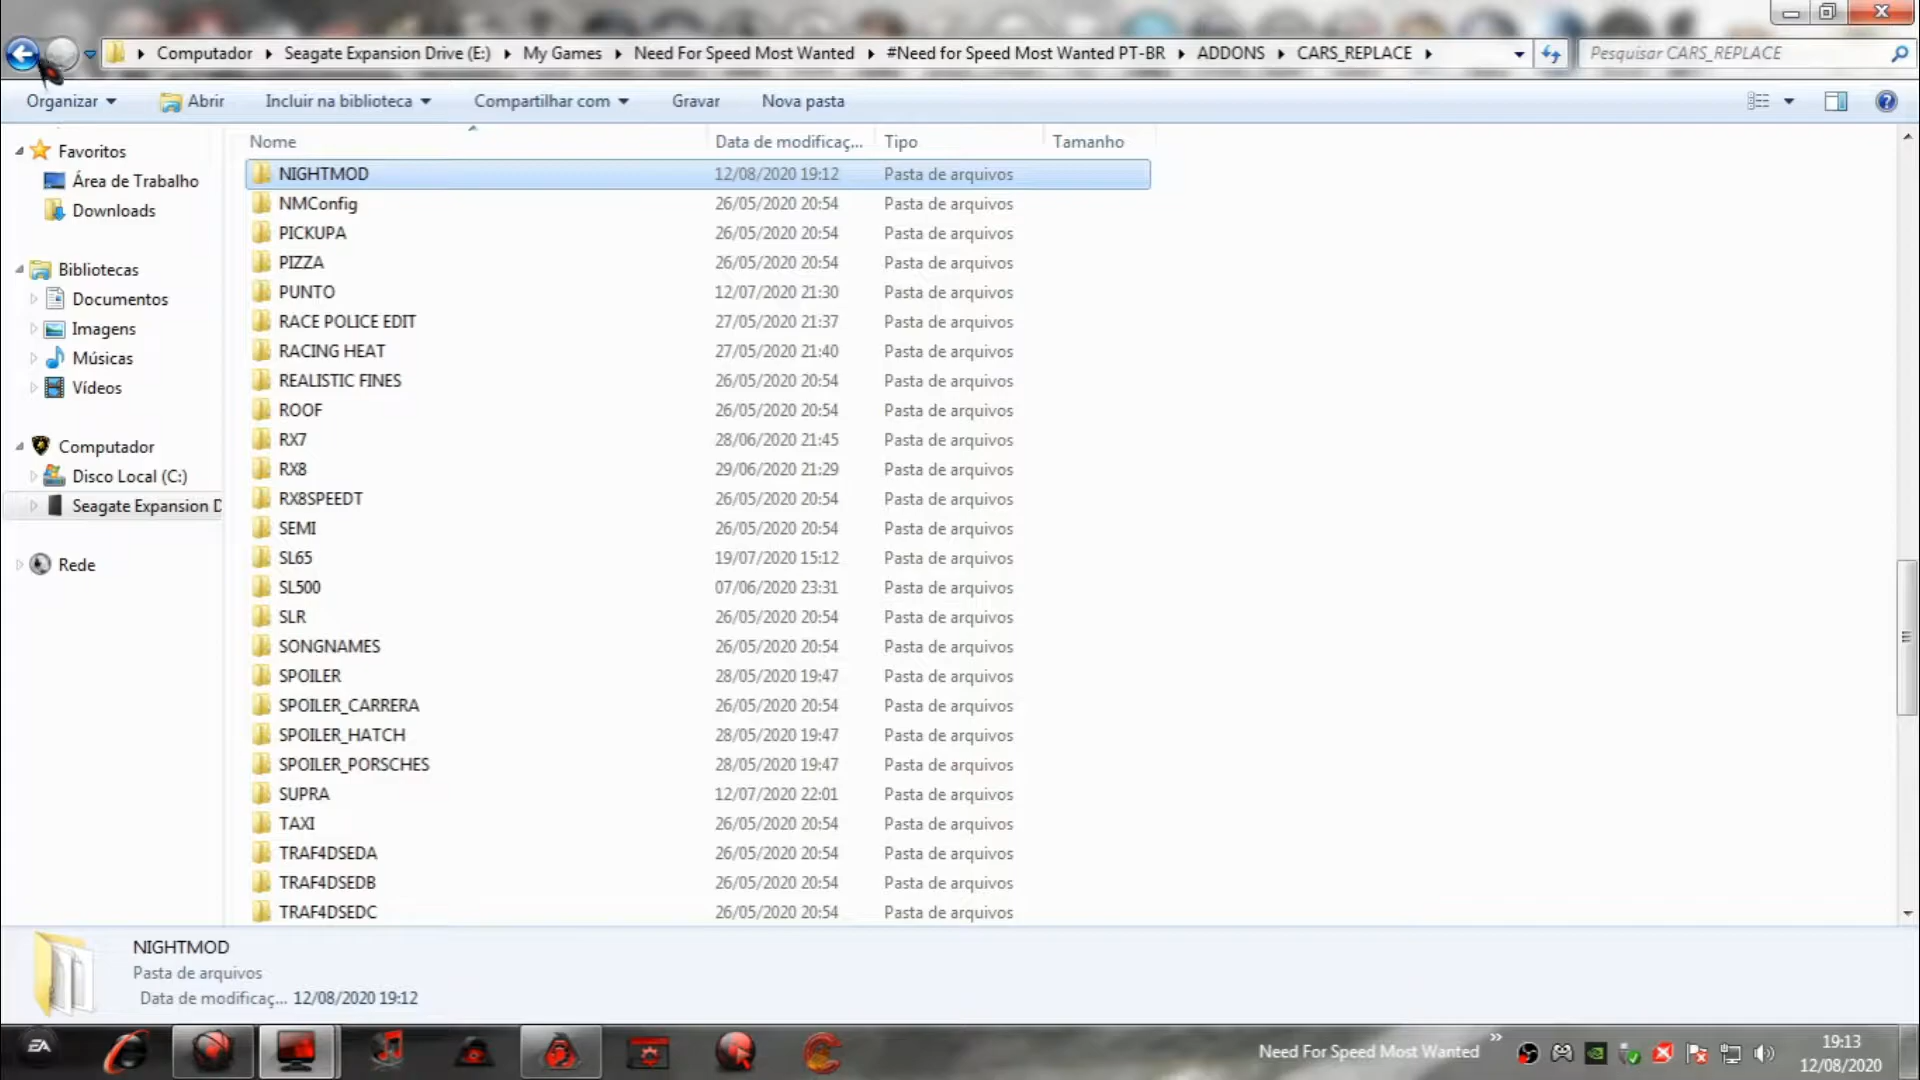 Computador Seagate Expansion Drive (E:) My Games Need For Speed Most Wanted #Need for Speed Most Wanted PT-BR ADDONS CARS_REPLACE Pesquisar CARS_REPLACE
Organizar Abrir Incluir na biblioteca Compartilhar com Gravar Nova pasta
Favoritos
Área de Trabalho
Downloads
Bibliotecas
Documentos
Imagens
Músicas
Vídeos
Computador
Disco Local (C:)
Seagate Expansion D
Rede
Nome Data de modificaç... Tipo Tamanho
NIGHTMOD 12/08/2020 19:12 Pasta de arquivos
NMConfig 26/05/2020 20:54 Pasta de arquivos
PICKUPA 26/05/2020 20:54 Pasta de arquivos
PIZZA 26/05/2020 20:54 Pasta de arquivos
PUNTO 12/07/2020 21:30 Pasta de arquivos
RACE POLICE EDIT 27/05/2020 21:37 Pasta de arquivos
RACING HEAT 27/05/2020 21:40 Pasta de arquivos
REALISTIC FINES 26/05/2020 20:54 Pasta de arquivos
ROOF 26/05/2020 20:54 Pasta de arquivos
RX7 28/06/2020 21:45 Pasta de arquivos
RX8 29/06/2020 21:29 Pasta de arquivos
RX8SPEEDT 26/05/2020 20:54 Pasta de arquivos
SEMI 26/05/2020 20:54 Pasta de arquivos
SL65 19/07/2020 15:12 Pasta de arquivos
SL500 07/06/2020 23:31 Pasta de arquivos
SLR 26/05/2020 20:54 Pasta de arquivos
SONGNAMES 26/05/2020 20:54 Pasta de arquivos
SPOILER 28/05/2020 19:47 Pasta de arquivos
SPOILER_CARRERA 26/05/2020 20:54 Pasta de arquivos
SPOILER_HATCH 28/05/2020 19:47 Pasta de arquivos
SPOILER_PORSCHES 28/05/2020 19:47 Pasta de arquivos
SUPRA 12/07/2020 22:01 Pasta de arquivos
TAXI 26/05/2020 20:54 Pasta de arquivos
TRAF4DSEDA 26/05/2020 20:54 Pasta de arquivos
TRAF4DSEDB 26/05/2020 20:54 Pasta de arquivos
TRAF4DSEDC 26/05/2020 20:54 Pasta de arquivos
NIGHTMOD
Pasta de arquivos
Data de modificaç... 12/08/2020 19:12
EA
Need For Speed Most Wanted
19:13
12/08/2020